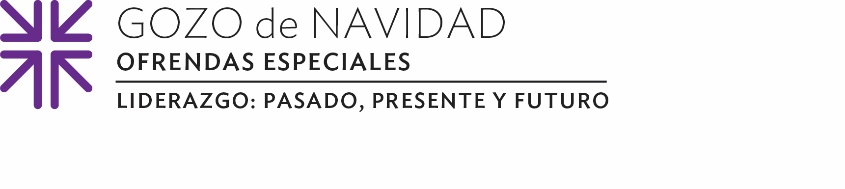 GOZO de NAVIDAD
OFRENDAS ESPECIALES
LIDERAZGO: PASADO, PRESENTE Y FUTURO